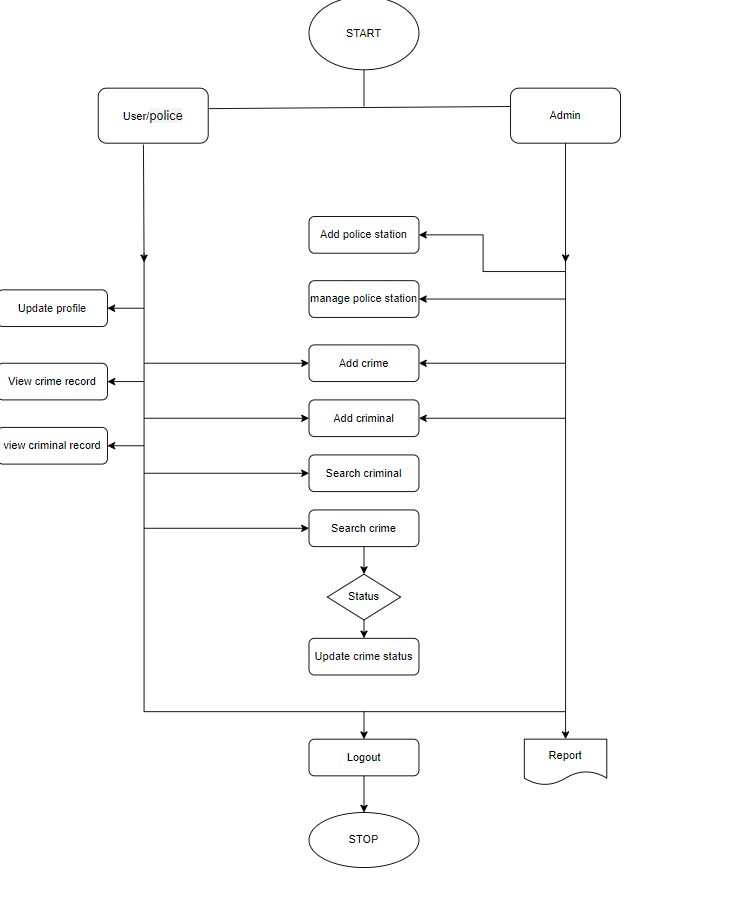 START
User/police
Admin
Add police station
manage police station
Update profile
Add crime
View crime record
Add criminal
view criminal record
Search criminal
Search crime
Status
Update crime status
Logout
Report
STOP